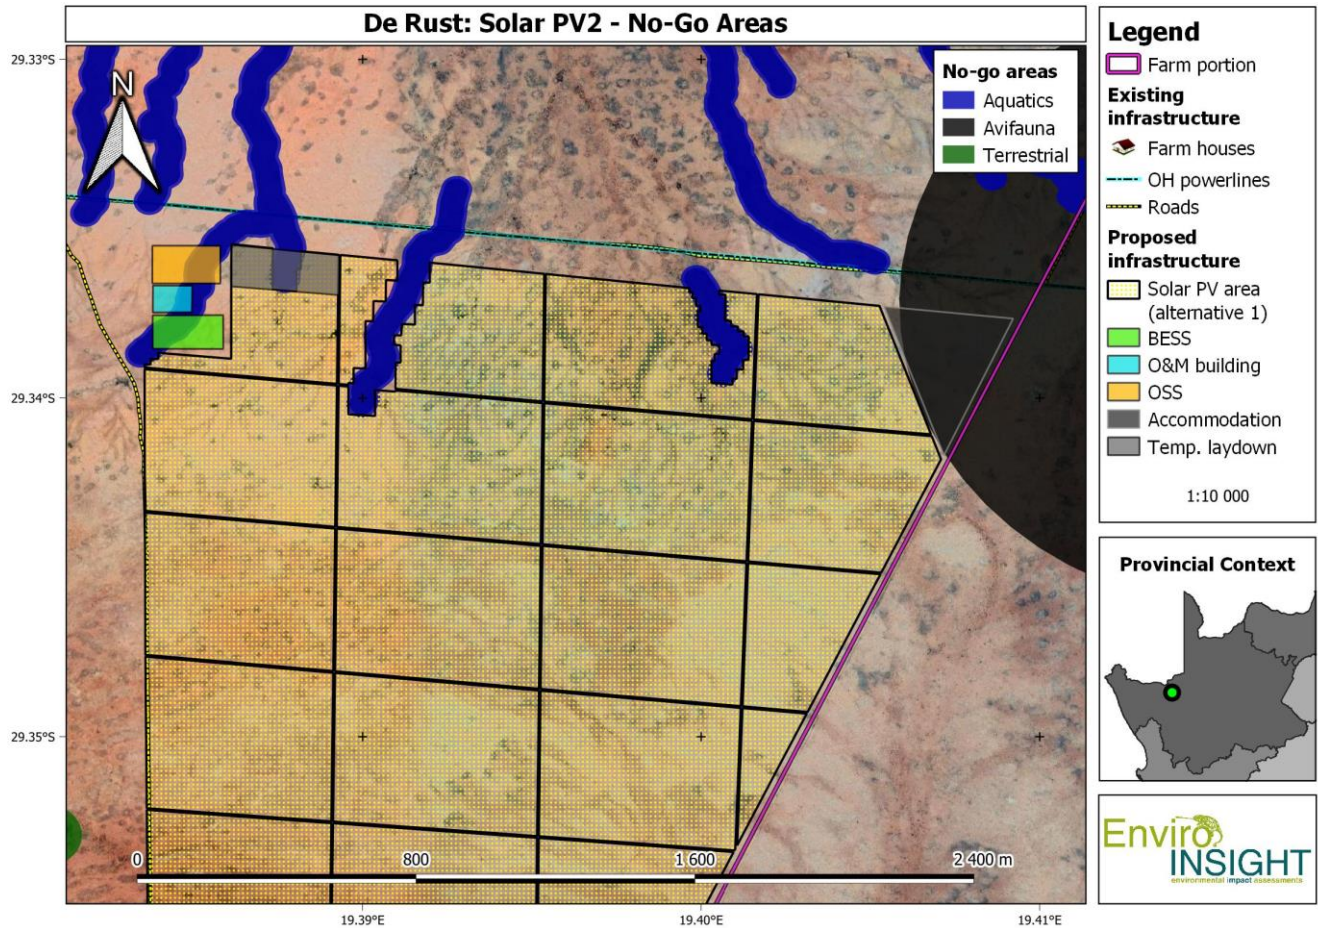 De Rust: Solar PV2 - No-Go Areas
29.33°S
N
No-go areas
Aquatics
Avifauna
Terrestrial
29.34°S
29.35°S
0
800
1 600
2 400 m
19.39°E
19.40°E
19.41°E
Legend
Farm portion
Existing
infrastructure
Farm houses
OH powerlines
Roads
Proposed
infrastructure
Solar PV area
(alternative 1)
BESS
O&M building
OSS
Accommodation
Temp. laydown
1:10 000
Provincial Context
Enviro
INSIGHT
environmental impact assessments